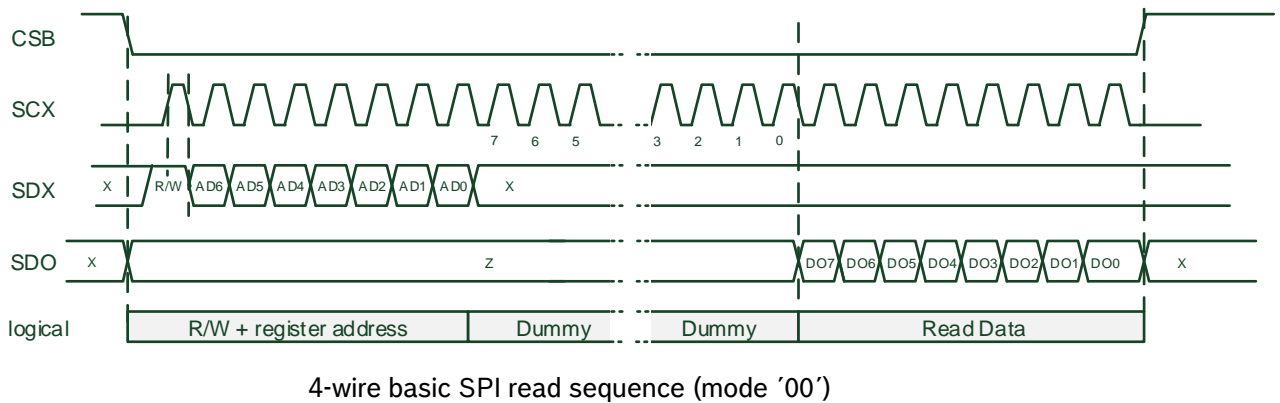 CSB
SCX
7 6 5 3 2 1 0
SDX X R/W AD6 AD5 AD4 AD3 AD2 AD1 AD0 X
SDO X Z DO7 DO6 DO5 DO4 DO3 DO2 DO1 DO0 X
logical R/W + register address Dummy Dummy Read Data
4-wire basic SPI read sequence (mode ´00´)